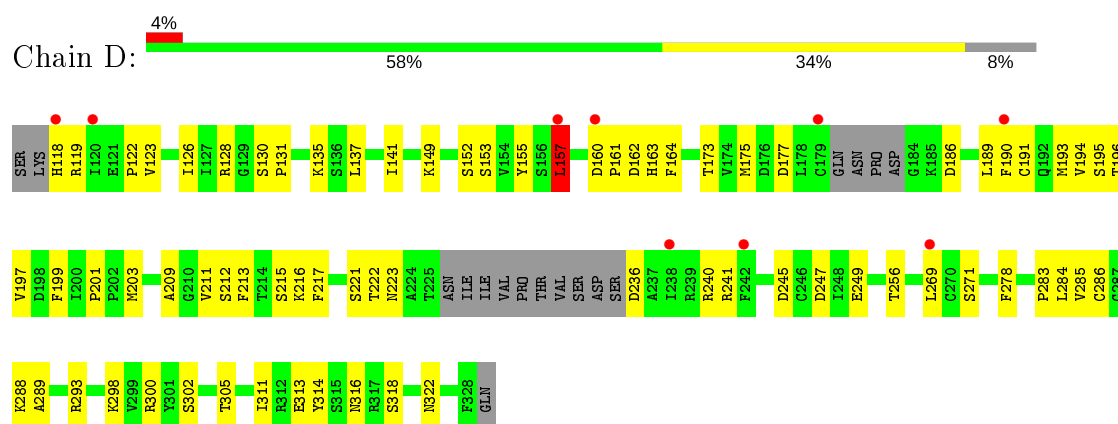 4%
Chain D:
58% 34% 8%
SER LYS H118 R119 I120 E121 P122 V123 I126 I127 R128 G129 S130 P131 K135 S136 L137 I141 K149 S152 S153 V154 Y155 S156 L157 D160 P161 D162 H163 F164 T173 V174 M175 D176 D177 L178 C179 GLN ASN PRO ASP G184 K185 D186 L189 F190 C191 Q192 M193 V194 S195 T196
V197 D198 F199 I200 P201 P202 M203 A209 G210 V211 S212 F213 T214 S215 K216 F217 S221 T222 N223 A224 T225 ASN ILE ILE VAL PRO THR VAL SER ASP SER D236 A237 I238 R239 R240 R241 F242 D245 C246 D247 I248 E249 T256 L269 C270 S271 F278 P283 L284 V285 C286 G287
K288 A289 R293 K298 V299 R300 Y301 S302 T305 I311 R312 E313 Y314 S315 N316 R317 S318 N322 F328 GLN